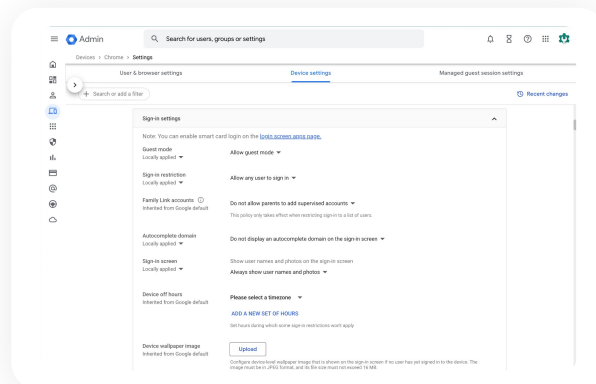 Admin
Search for users, groups or settings
Devices > Chrome > Settings
User & browser settings
Device settings
Managed guest session settings
+ Search or add a filter
Recent changes
Sign-in settings
Note: You can enable smart card login on the login screen apps page.
Guest mode
Locally applied
Allow guest mode
Sign-in restriction
Locally applied
Allow any user to sign in
Family Link accounts
Inherited from Google default
Do not allow parents to add supervised accounts
This policy only takes effect when restricting sign-in to a list of users.
Autocomplete domain
Locally applied
Do not display an autocomplete domain on the sign-in screen
Sign-in screen
Locally applied
Show user names and photos on the sign-in screen
Always show user names and photos
Device off hours
Inherited from Google default
Please select a timezone
ADD A NEW SET OF HOURS
Set hours during which some sign-in restrictions won't apply
Device wallpaper image
Inherited from Google default
Upload
Configure device-level wallpaper image that is shown on the sign-in screen if no user has yet signed in to the device. The
image must be in JPEG format, and its file size must not exceed 16 MB.